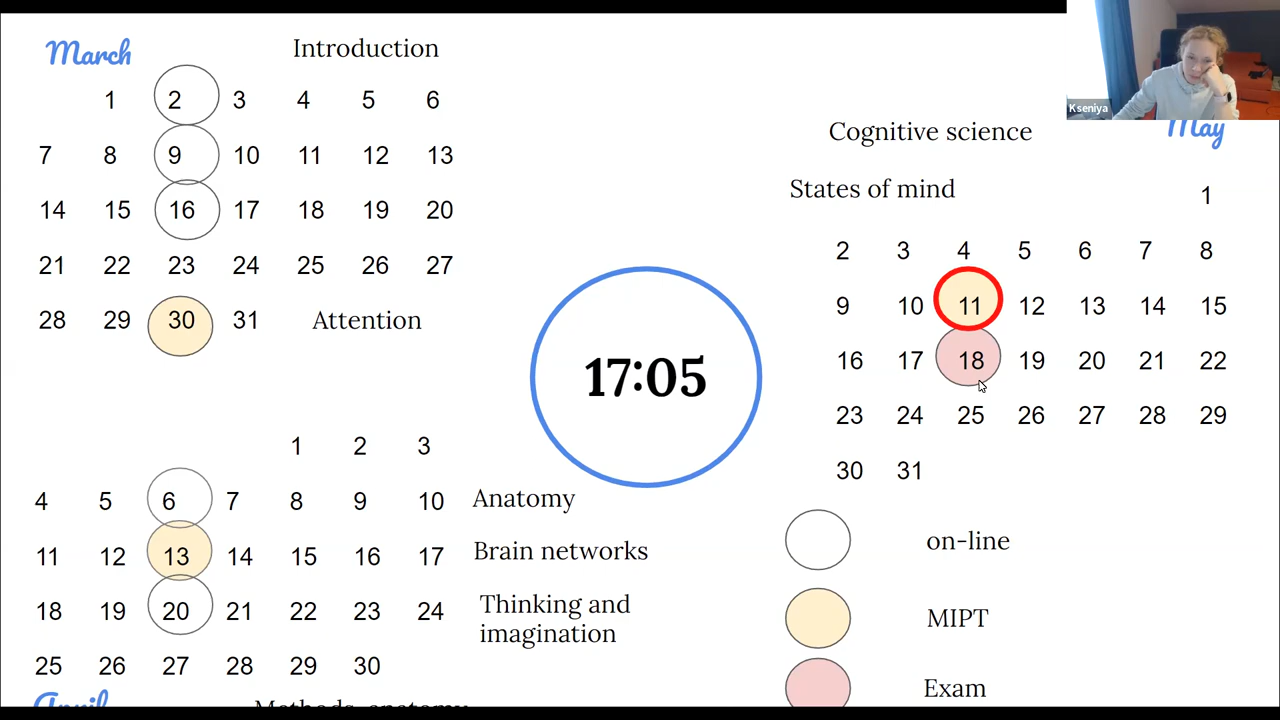 March
Introduction
1 2 3 4 5 6
7 8 9 10 11 12 13
14 15 16 17 18 19 20
21 22 23 24 25 26 27
28 29 30 31 Attention
1 2 3
4 5 6 7 8 9 10 Anatomy
11 12 13 14 15 16 17 Brain networks
18 19 20 21 22 23 24 Thinking and
imagination
25 26 27 28 29 30
April
Methods, anatomy
17:05
Kseniya
May
Cognitive science
States of mind
1
2 3 4 5 6 7 8
9 10 11 12 13 14 15
16 17 18 19 20 21 22
23 24 25 26 27 28 29
30 31
on-line
MIPT
Exam